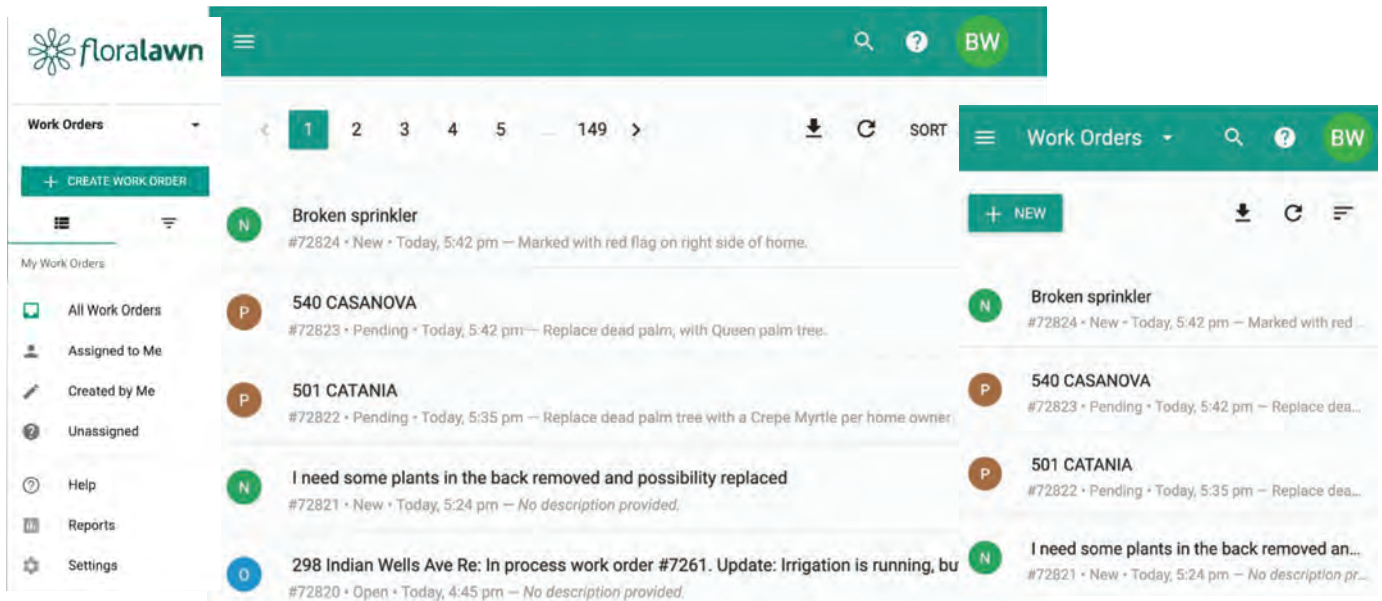 floralawn
Work Orders
+ CREATE WORK ORDER
My Work Orders
All Work Orders
Assigned to Me
Created by Me
Unassigned
Help
Reports
Settings
BW
1 2 3 4 5 ... 149
SORT
N
Broken sprinkler
#72824 • New • Today, 5:42 pm — Marked with red flag on right side of home.
P
540 CASANOVA
#72823 • Pending • Today, 5:42 pm — Replace dead palm, with Queen palm tree.
P
501 CATANIA
#72822 • Pending • Today, 5:35 pm — Replace dead palm tree with a Crepe Myrtle per home owner
N
I need some plants in the back removed and possibility replaced
#72821 • New • Today, 5:24 pm — No description provided.
O
298 Indian Wells Ave Re: In process work order #7261. Update: Irrigation is running, bu
#72820 • Open • Today, 4:45 pm — No description provided.
Work Orders
BW
+ NEW
N
Broken sprinkler
#72824 • New • Today, 5:42 pm — Marked with red ...
P
540 CASANOVA
#72823 • Pending • Today, 5:42 pm — Replace dea...
P
501 CATANIA
#72822 • Pending • Today, 5:35 pm — Replace dea...
N
I need some plants in the back removed an...
#72821 • New • Today, 5:24 pm — No description pr...